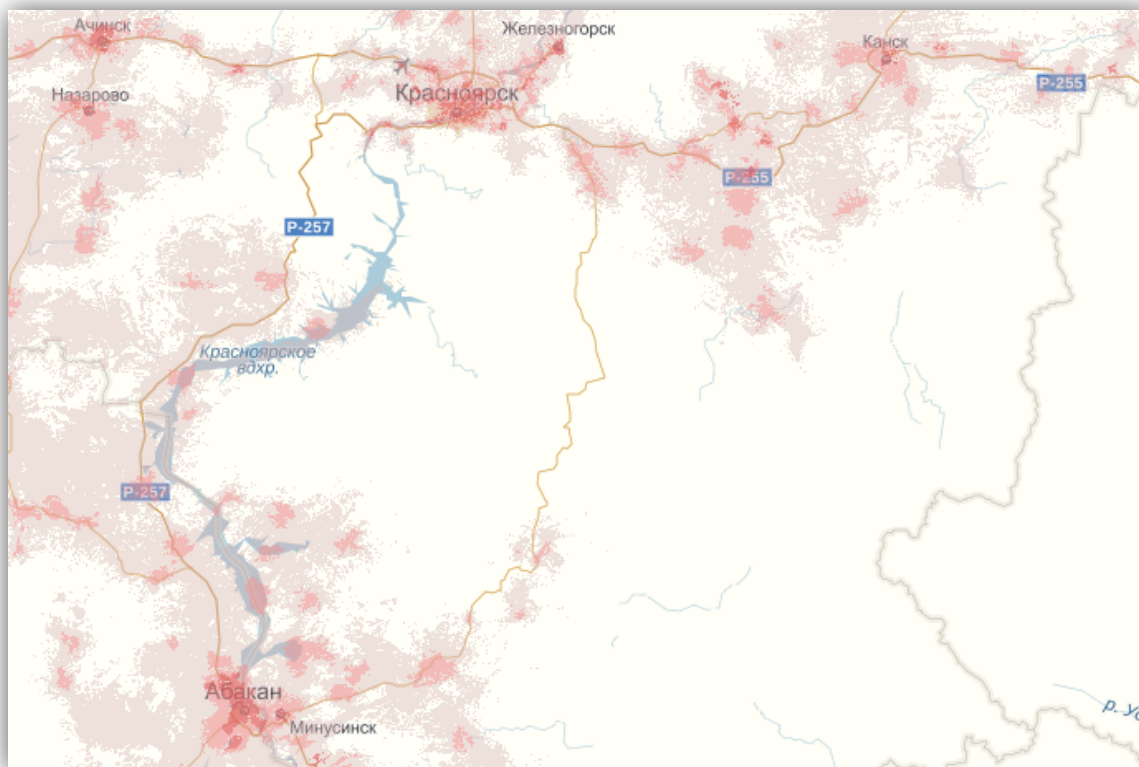 Ачинск
Железногорск
Канск
Р-255
Назарово
Красноярск
Р-255
Р-257
Красноярское
вдхр.
Р-257
Абакан
Минусинск